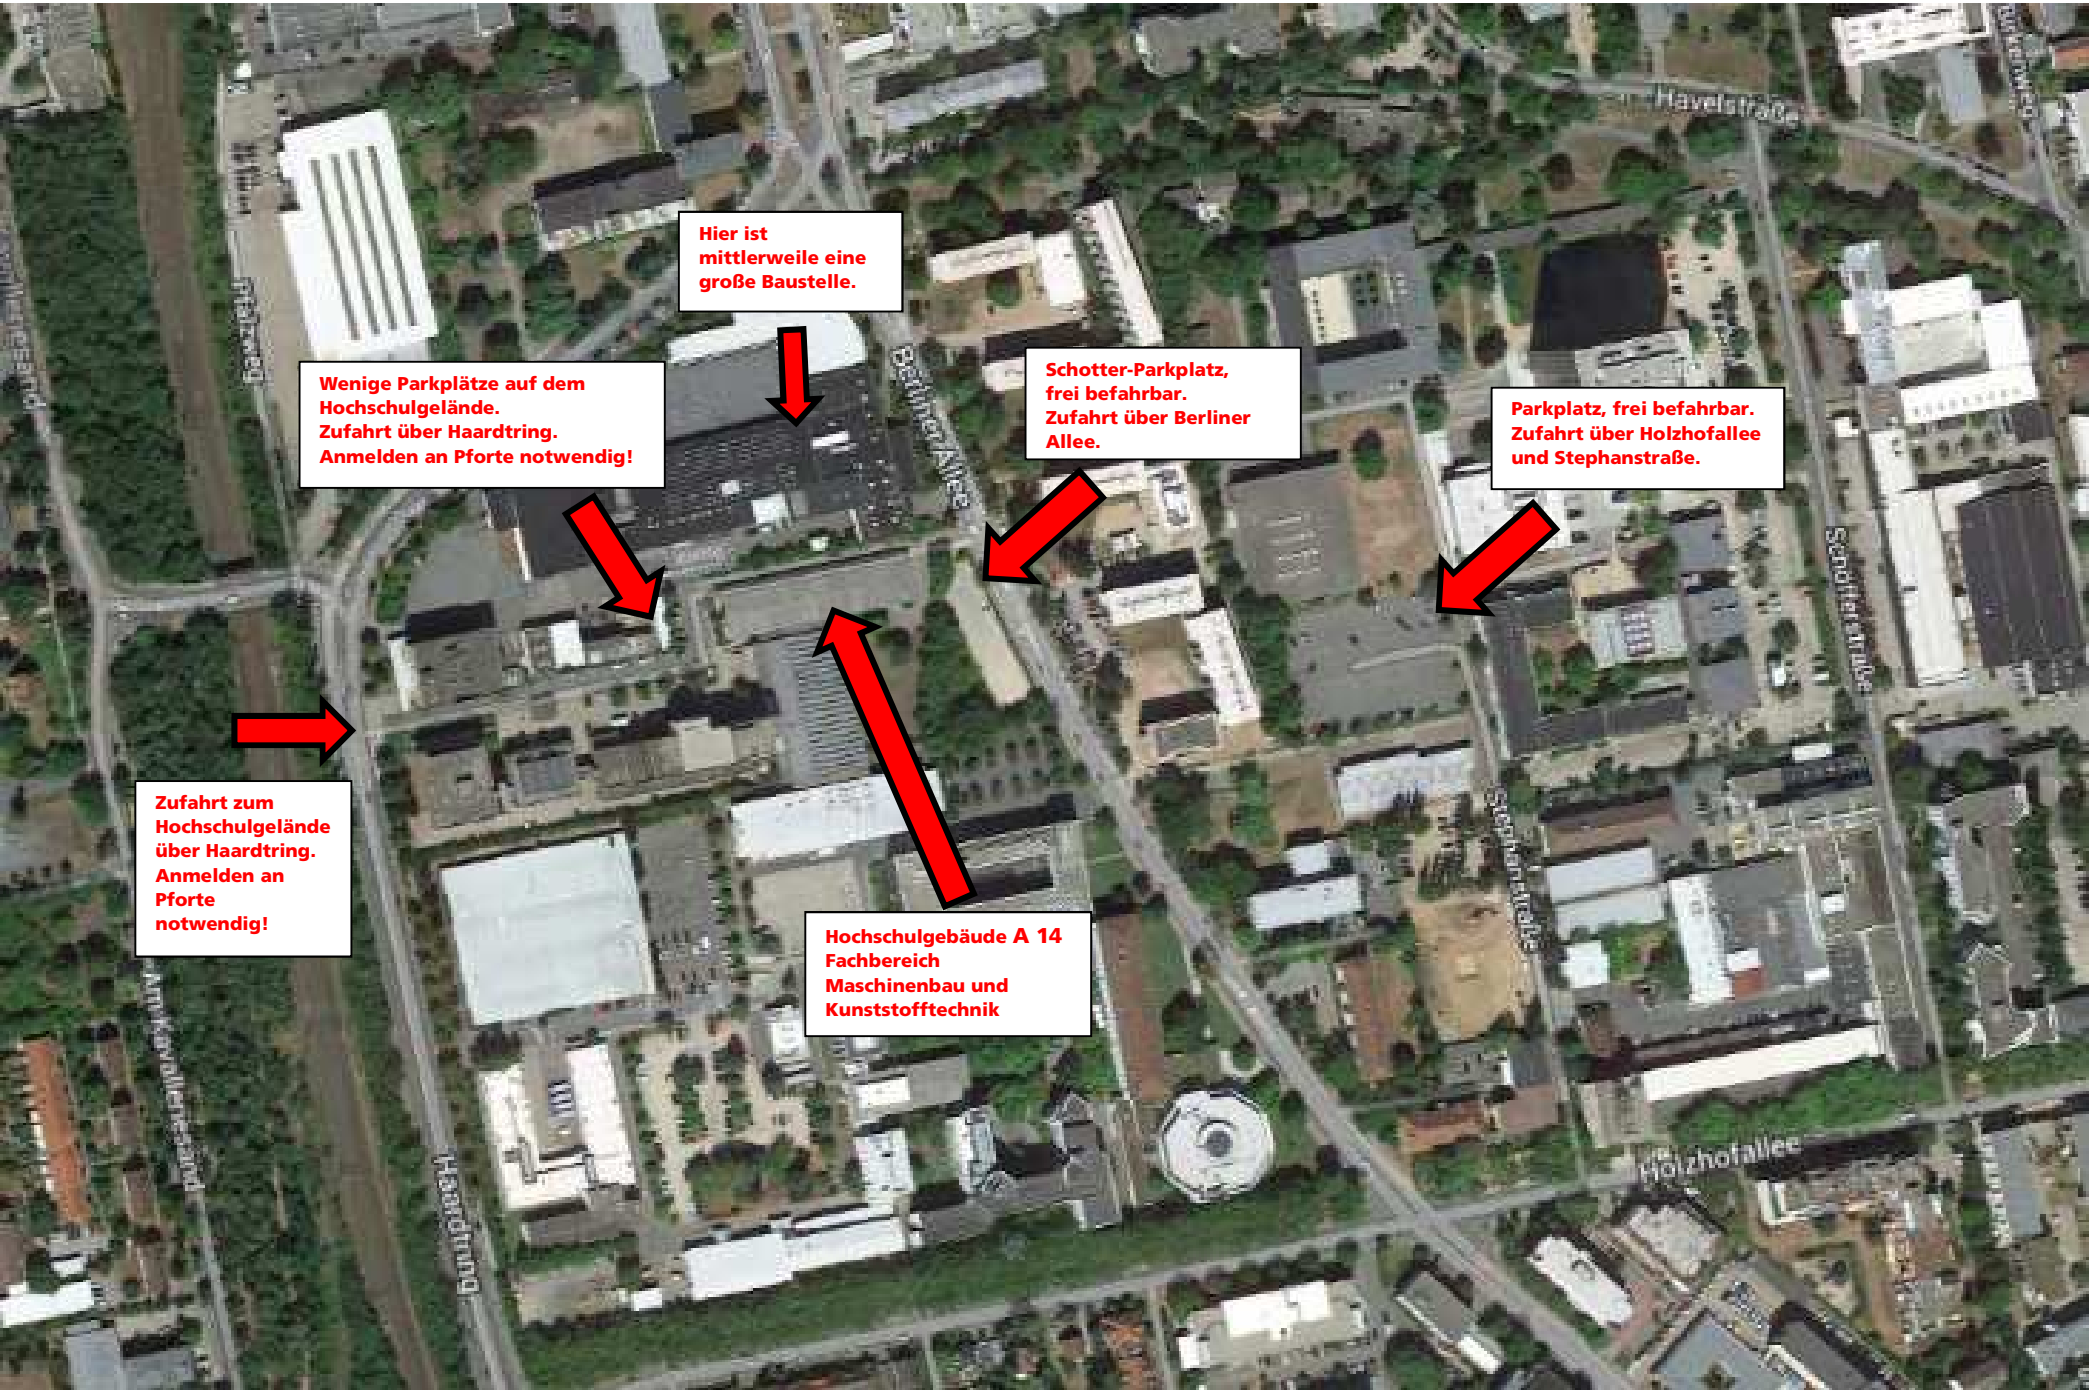 Havelstraße
Hier ist
mittlerweile eine
große Baustelle.
Pfalzweg
Berliner Allee
Wenige Parkplätze auf dem
Hochschulgelände.
Zufahrt über Haardtring.
Anmelden an Pforte notwendig!
Schotter-Parkplatz,
frei befahrbar.
Zufahrt über Berliner
Allee.
Parkplatz, frei befahrbar.
Zufahrt über Holzhofallee
und Stephanstraße.
Schöfferstraße
Zufahrt zum
Hochschulgelände
über Haardtring.
Anmelden an
Pforte
notwendig!
Stephanstraße
Hochschulgebäude A 14
Fachbereich
Maschinenbau und
Kunststofftechnik
Am Kavalleriesand
Haardtring
Holzhofallee